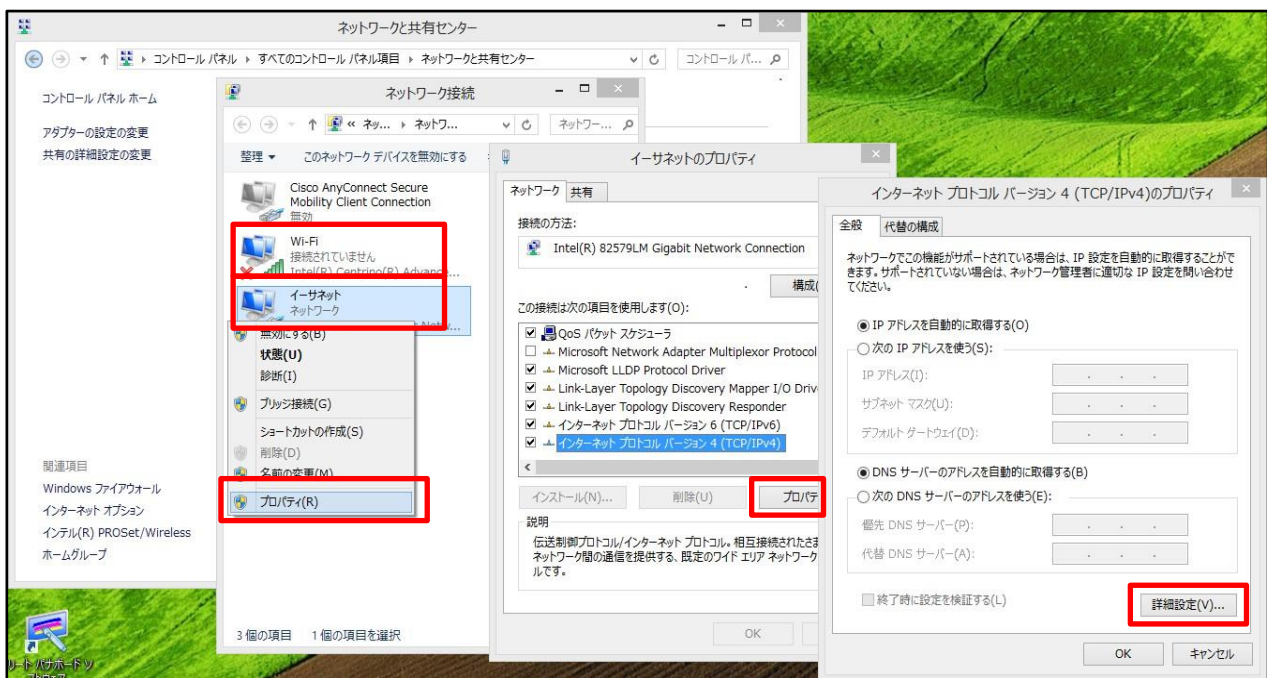 ネットワークと共有センター
コントロール パネル すべてのコントロール パネル項目 ネットワークと共有センター
コントロール パ...
コントロール パネル ホーム
アダプターの設定の変更
共有の詳細設定の変更
関連項目
Windows ファイアウォール
インターネット オプション
インテル(R) PROSet/Wireless
ホームグループ
ネットワーク接続
« ネッ... ネットワ...
ネットワー...
整理 このネットワーク デバイスを無効にする
Cisco AnyConnect Secure
Mobility Client Connection
無効
Wi-Fi
接続されていません
Intel(R) Centrino(R) Advance...
イーサネット
ネットワーク
無効にする(B)
状態(U)
診断(I)
ブリッジ接続(G)
ショートカットの作成(S)
削除(D)
名前の変更(M)
プロパティ(R)
3 個の項目 1 個の項目を選択
イーサネットのプロパティ
ネットワーク 共有
接続の方法:
Intel(R) 82579LM Gigabit Network Connection
構成(
この接続は次の項目を使用します(O):
QoS パケット スケジューラ
Microsoft Network Adapter Multiplexor Protocol
Microsoft LLDP Protocol Driver
Link-Layer Topology Discovery Mapper I/O Driv
Link-Layer Topology Discovery Responder
インターネット プロトコル バージョン 6 (TCP/IPv6)
インターネット プロトコル バージョン 4 (TCP/IPv4)
インストール(N)... 削除(U) プロパテ
説明
伝送制御プロトコル/インターネット プロトコル。相互接続されたさま
ネットワーク間の通信を提供する、既定のワイド エリア ネットワーク
ルです。
OK
インターネット プロトコル バージョン 4 (TCP/IPv4)のプロパティ
全般 代替の構成
ネットワークでこの機能がサポートされている場合は、IP 設定を自動的に取得することがで
きます。サポートされていない場合は、ネットワーク管理者に適切な IP 設定を問い合わせ
てください。
IP アドレスを自動的に取得する(O)
次の IP アドレスを使う(S):
IP アドレス(I):
サブネット マスク(U):
デフォルト ゲートウェイ(D):
DNS サーバーのアドレスを自動的に取得する(B)
次の DNS サーバーのアドレスを使う(E):
優先 DNS サーバー(P):
代替 DNS サーバー(A):
終了時に設定を検証する(L)
詳細設定(V)...
OK キャンセル